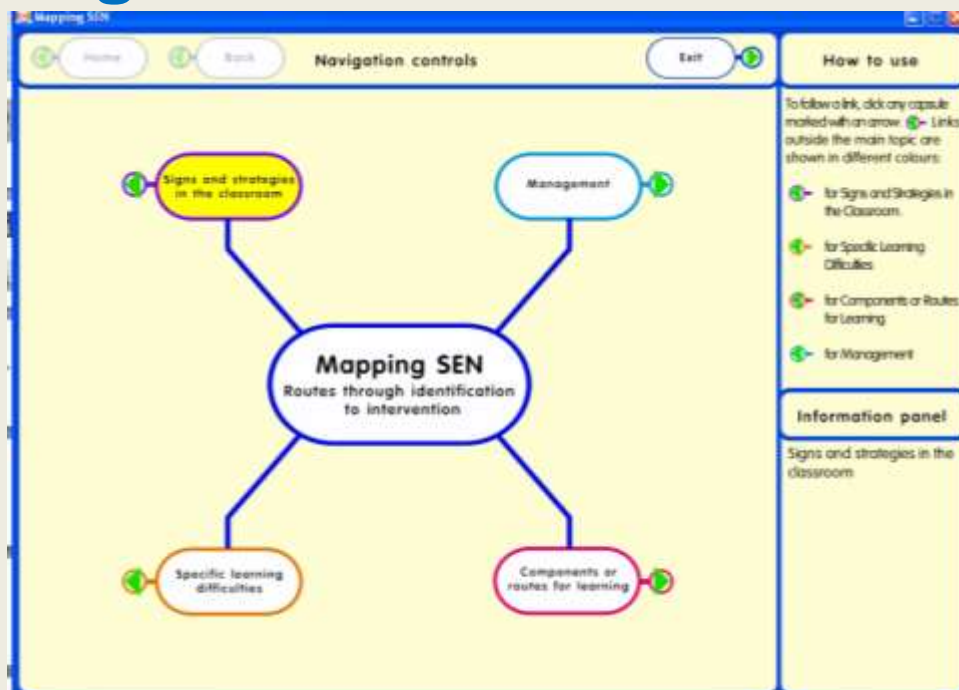 Mapping SEN
Home
Back
Navigation controls
Exit
How to use
To follow a link, click any capsule
marked with an arrow. Links
outside the main topic are
shown in different colours:
for Signs and Strategies in
the Classroom.
for Specific Learning
Difficulties
for Components or Routes
for Learning
for Management
Signs and strategies
in the classroom
Management
Mapping SEN
Routes through identification
to intervention
Specific learning
difficulties
Components or
routes for learning
Information panel
Signs and strategies in the
classroom